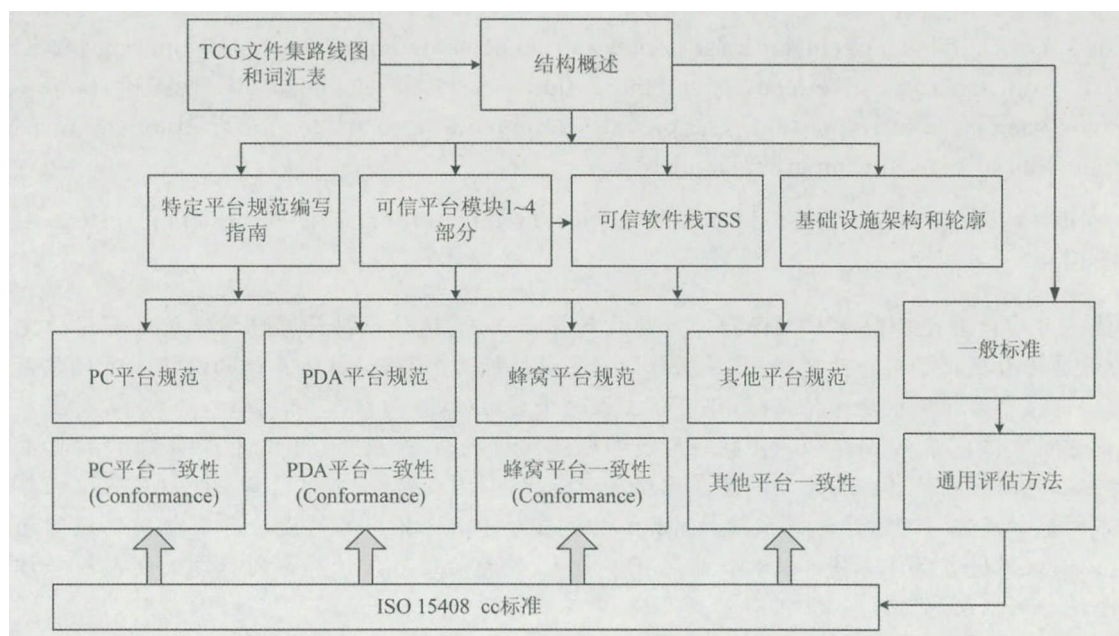 TCG文件集路线图
和词汇表
结构概述
特定平台规范编写
指南
可信平台模块1~4
部分
可信软件栈TSS
基础设施架构和轮廓
一般标准
PC平台规范
PDA平台规范
蜂窝平台规范
其他平台规范
PC平台一致性
(Conformance)
PDA平台一致性
(Conformance)
蜂窝平台一致性
(Conformance)
其他平台一致性
通用评估方法
ISO 15408 cc标准